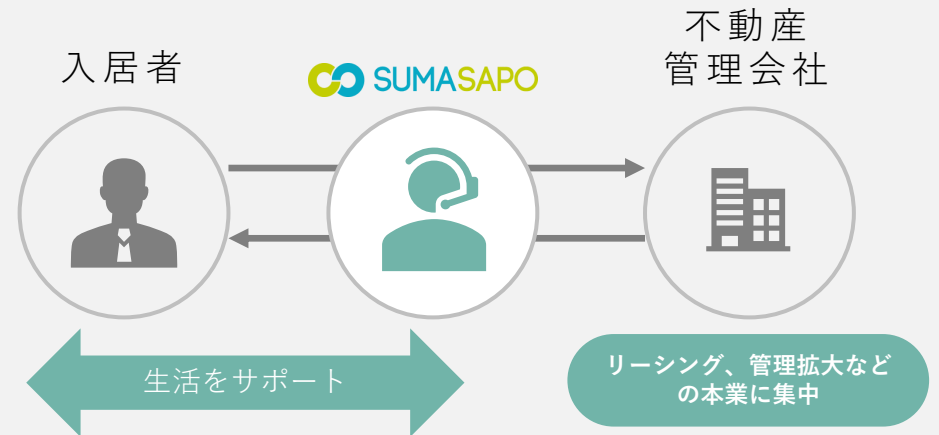 入居者
SUMASAPO
不動産
管理会社
生活をサポート
リーシング、管理拡大など
の本業に集中